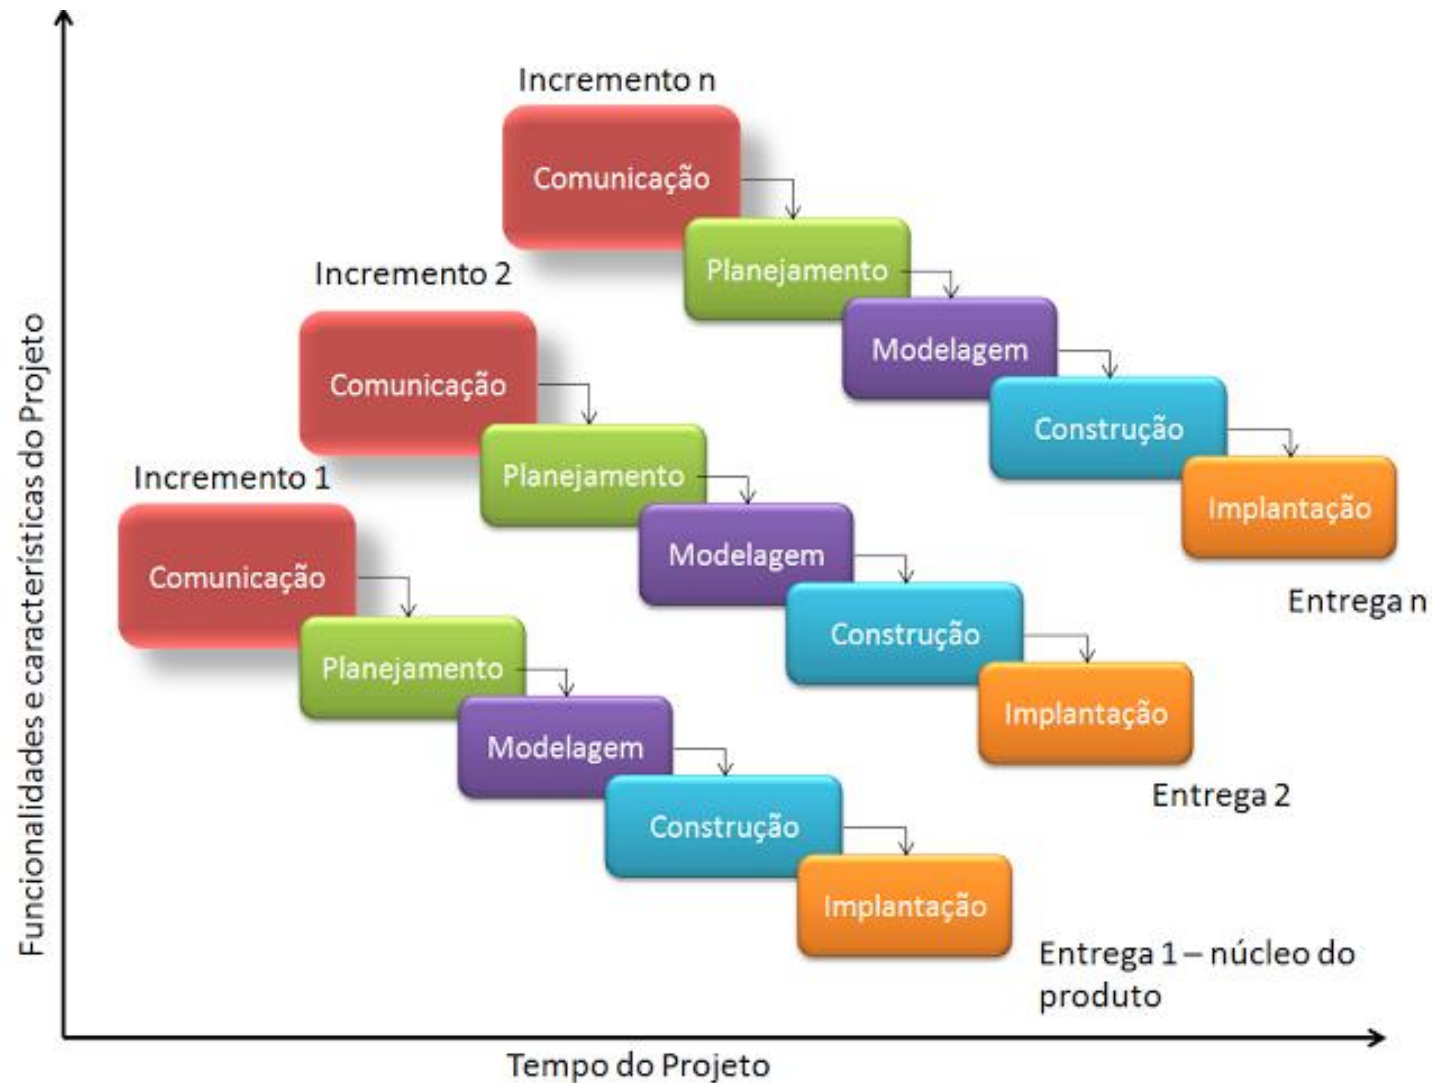 Incremento n
Comunicação
Planejamento
Modelagem
Construção
Implantação
Entrega n
Incremento 2
Comunicação
Planejamento
Modelagem
Construção
Implantação
Entrega 2
Incremento 1
Comunicação
Planejamento
Modelagem
Construção
Implantação
Entrega 1 – núcleo do
produto
Funcionalidades e características do Projeto
Tempo do Projeto